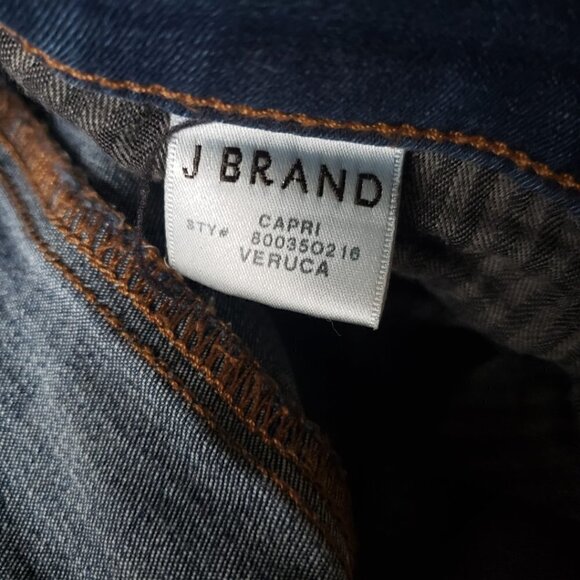 J BRAND
CAPRI
STY# 800350216
VERUCA